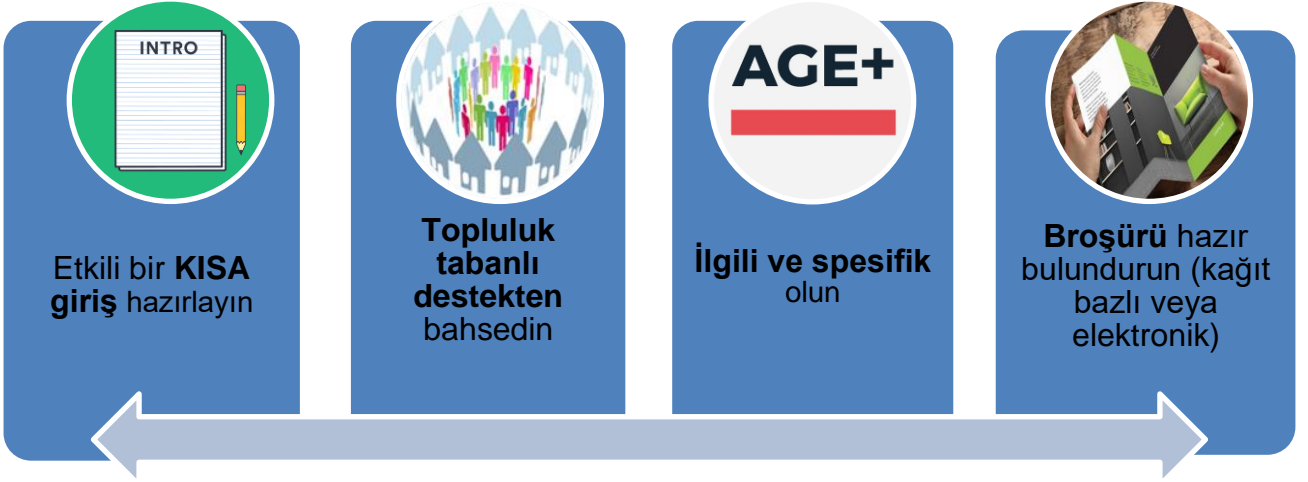 INTRO
Etkili bir KISA
giriş hazırlayın
Topluluk
tabanlı
destekten
bahsedin
AGE+
İlgili ve spesifik
olun
Broşürü hazır
bulundurun (kağıt
bazlı veya
elektronik)